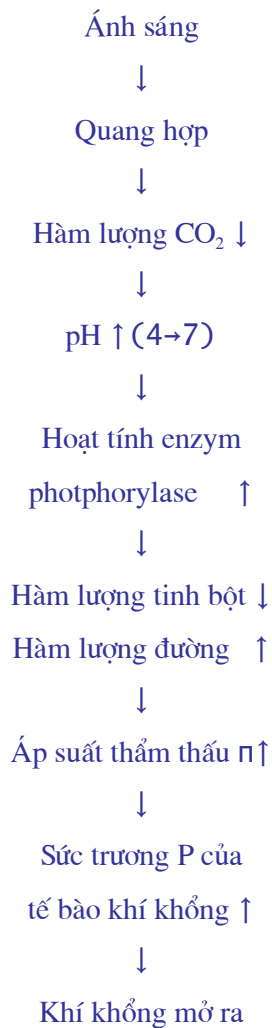 Ánh sáng
↓
Quang hợp
↓
Hàm lượng CO₂ ↓
↓
pH ↑ (4→7)
↓
Hoạt tính enzym
photphorylase ↑
↓
Hàm lượng tinh bột ↓
Hàm lượng đường ↑
↓
Áp suất thẩm thấu п↑
↓
Sức trương P của
tế bào khí khổng ↑
↓
Khí khổng mở ra